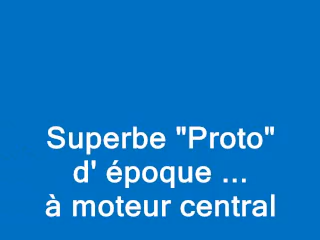 Superbe "Proto"
d' époque ...
à moteur central